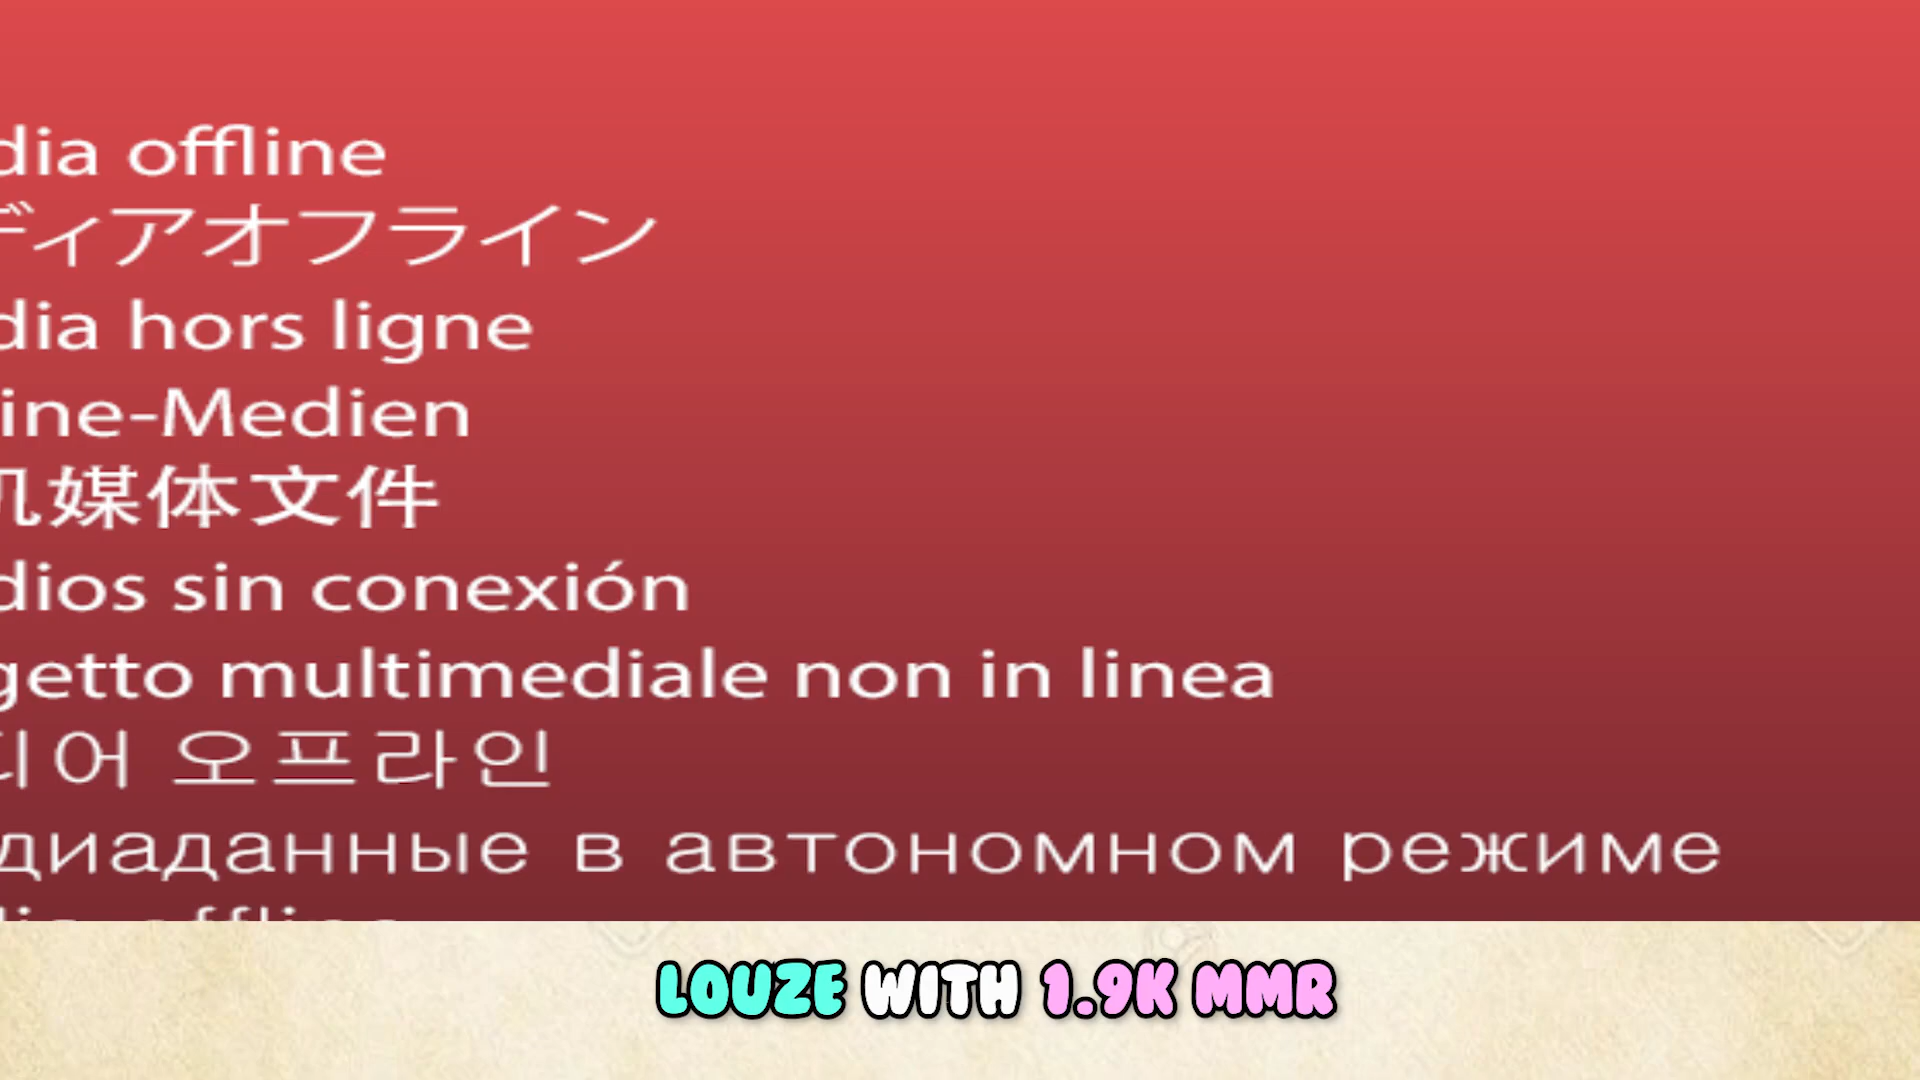 dia offline
ディアオフライン
dia hors ligne
ine-Medien
机媒体文件
dios sin conexión
getto multimediale non in linea
디어 오프라인
диаданные в автономном режиме
LOUZE WITH 1.9K MMR